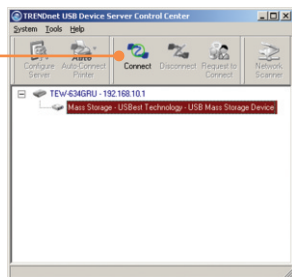 TRENDnet USB Device Server Control Center
System Tools Help
Configure Server
Auto-Connect Printer
Connect
Disconnect
Request to Connect
Network Scanner
TEW-634GRU - 192.168.10.1
Mass Storage - USBest Technology - USB Mass Storage Device